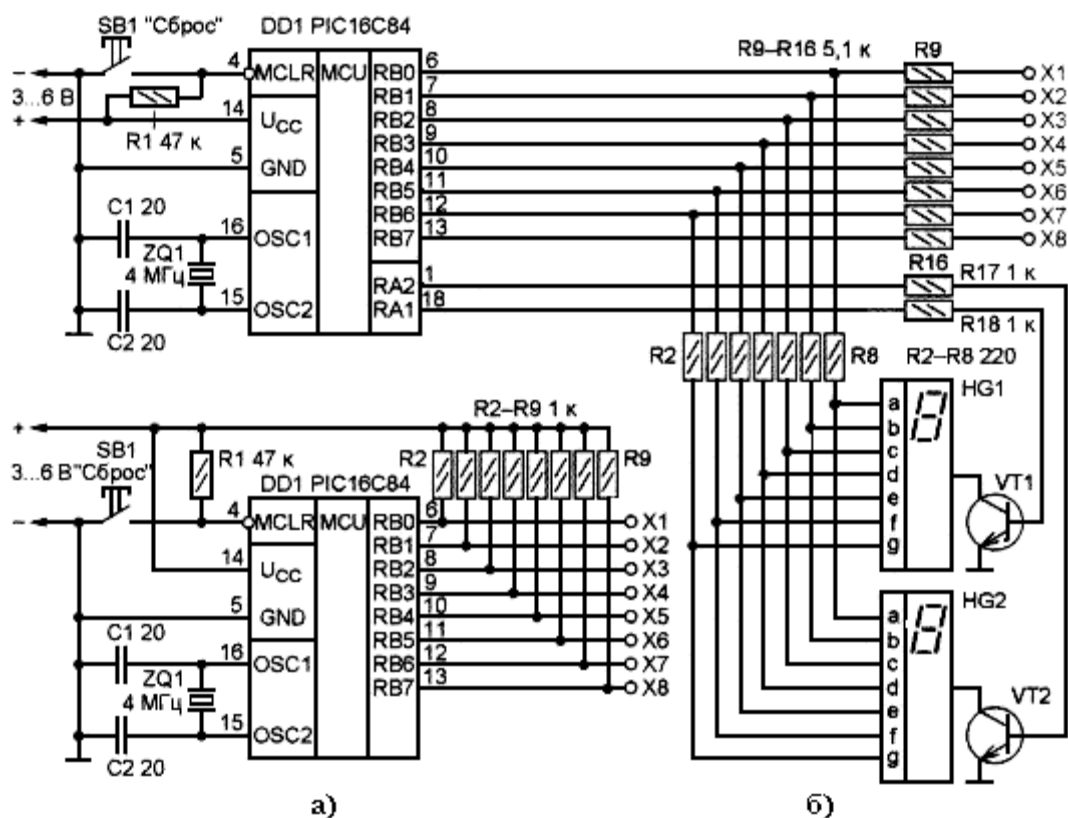 SB1 "Сброс"
DD1 PIC16C84
−
3...6 В
+
R1 47 к
4
14
5
16
15
MCLR
MCU
UCC
GND
OSC1
OSC2
C1 20
ZQ1
4 МГц
C2 20
RB0 6
RB1 7
RB2 8
RB3 9
RB4 10
RB5 11
RB6 12
RB7 13
RA2 1
RA1 18
R9–R16 5,1 к
R9
X1
X2
X3
X4
X5
X6
X7
X8
R16
R17 1 к
R18 1 к
R2
R8
R2–R8 220
HG1
a
b
c
d
e
f
g
VT1
HG2
a
b
c
d
e
f
g
VT2
б)
+
SB1
3...6 В "Сброс"
−
R1 47 к
R2–R9 1 к
R2
R9
DD1 PIC16C84
4
14
5
16
15
MCLR
MCU
UCC
GND
OSC1
OSC2
C1 20
ZQ1
4 МГц
C2 20
RB0 6
RB1 7
RB2 8
RB3 9
RB4 10
RB5 11
RB6 12
RB7 13
X1
X2
X3
X4
X5
X6
X7
X8
а)